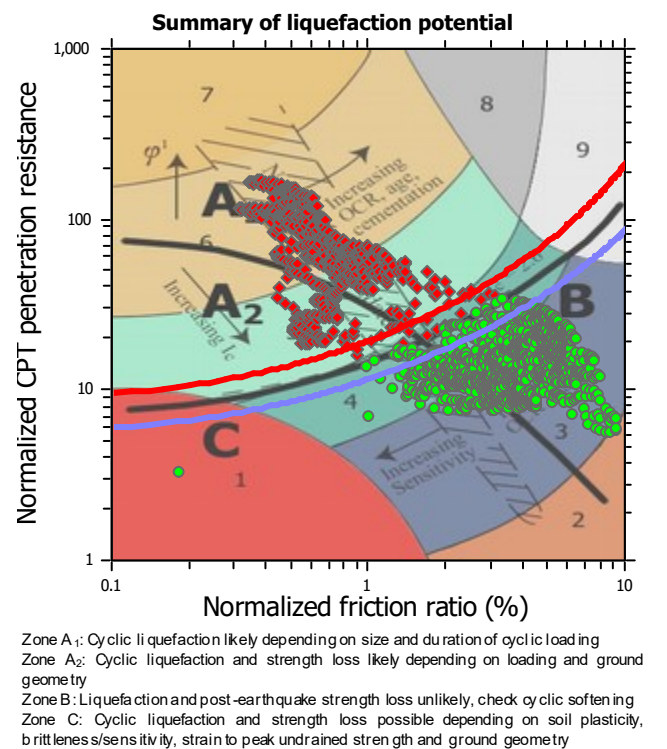 Summary of liquefaction potential
1,000
100
10
1
Normalized CPT penetration resistance
7
8
9
φ'
A
Increasing
OCR, age,
cementation
6
A2
Increasing Ic
B
4
C
1
Increasing
Sensitivity
3
2
0.1
1
10
Normalized friction ratio (%)
Zone A1: Cyclic liquefaction likely depending on size and duration of cyclic loading
Zone A2: Cyclic liquefaction and strength loss likely depending on loading and ground
geometry
Zone B: Liquefaction and post-earthquake strength loss unlikely, check cyclic softening
Zone C: Cyclic liquefaction and strength loss possible depending on soil plasticity,
brittleness/sensitivity, strain to peak undrained strength and ground geometry